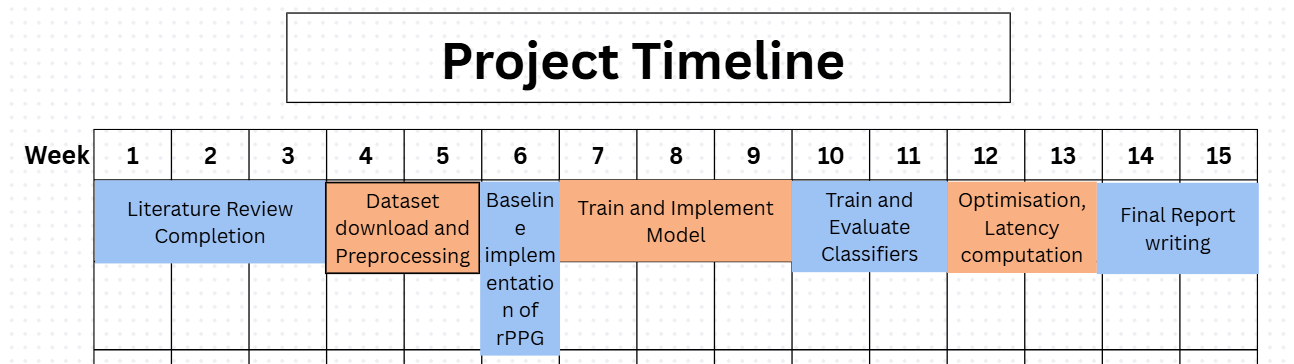 Project Timeline
Week 1 2 3 4 5 6 7 8 9 10 11 12 13 14 15
Literature Review
Completion
Dataset
download and
Preprocessing
Baselin
e
implem
entatio
n of
rPPG
Train and Implement
Model
Train and
Evaluate
Classifiers
Optimisation,
Latency
computation
Final Report
writing